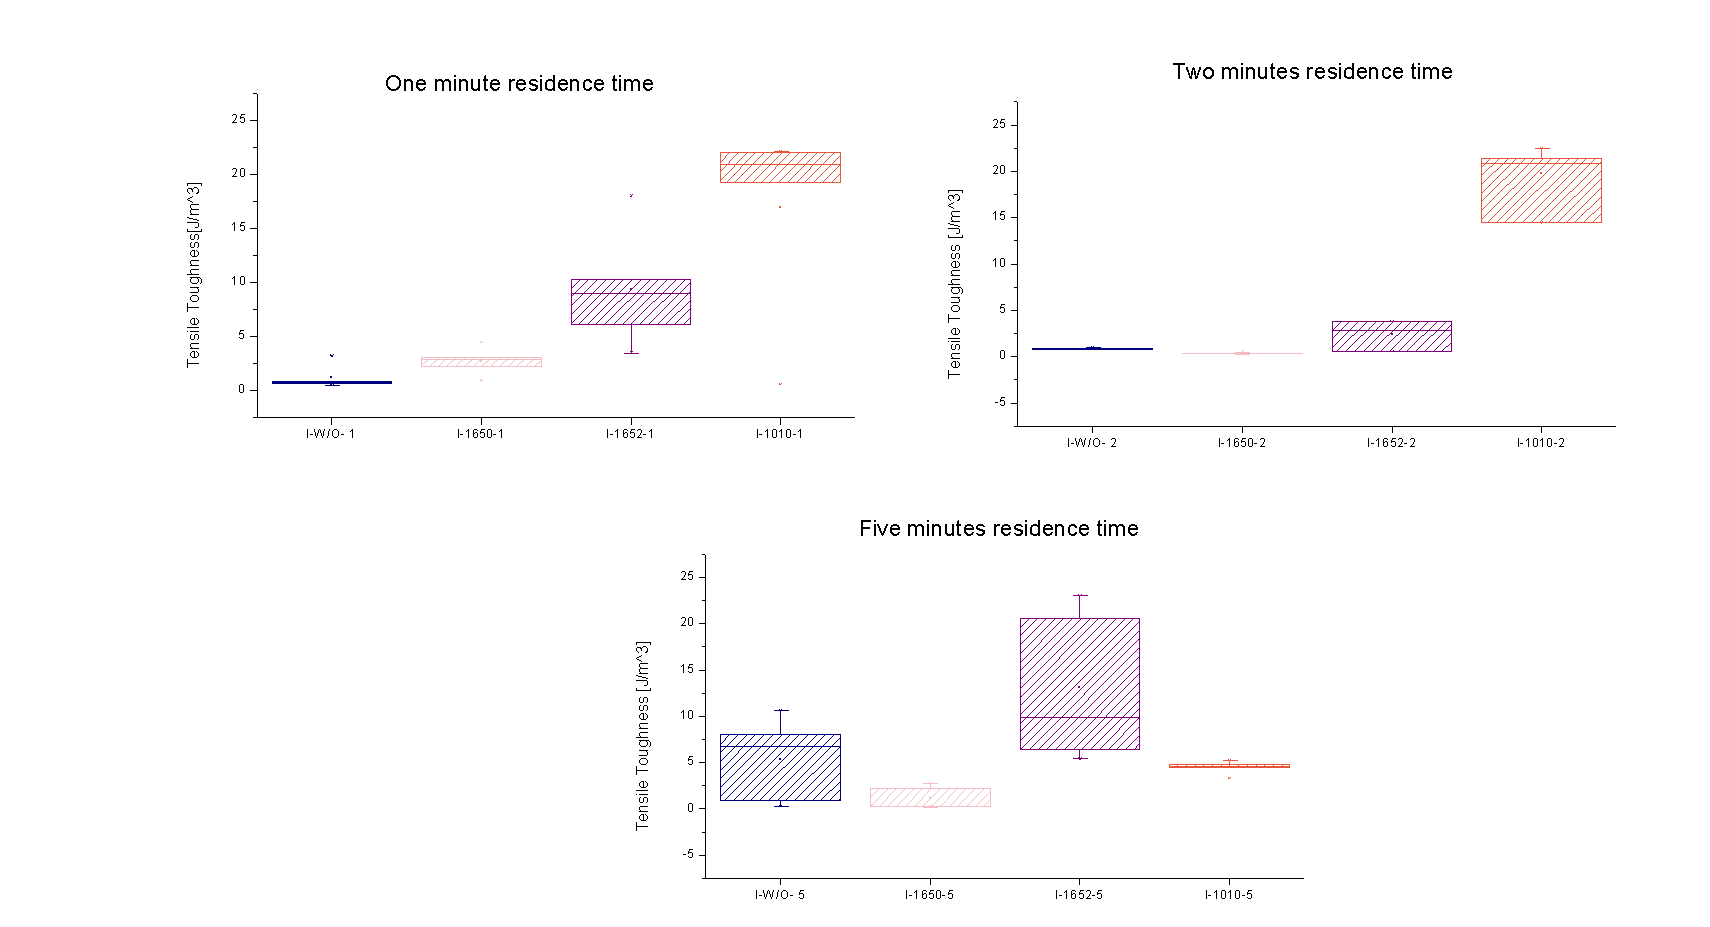 One minute residence time
Tensile Toughness[J/m^3]
25
20
15
10
5
0
I-W/O- 1
I-1650-1
I-1652-1
I-1010-1
Two minutes residence time
Tensile Toughness [J/m^3]
25
20
15
10
5
0
-5
I-W/O- 2
I-1650-2
I-1652-2
I-1010-2
Five minutes residence time
Tensile Toughness [J/m^3]
25
20
15
10
5
0
-5
I-W/O- 5
I-1650-5
I-1652-5
I-1010-5